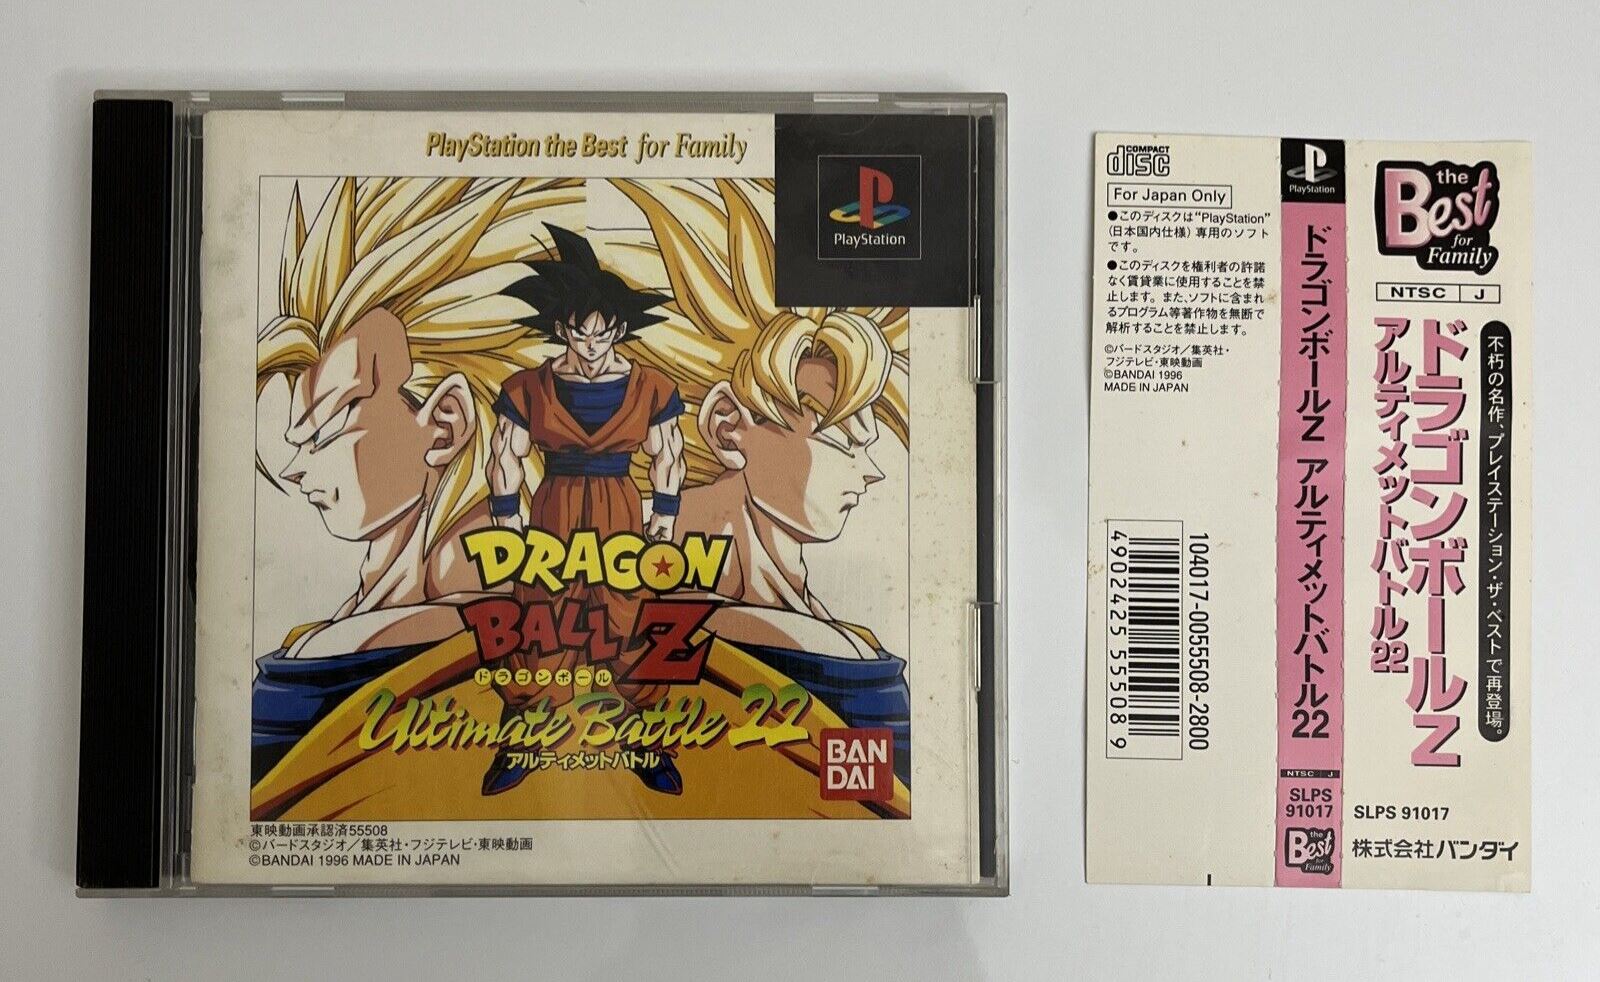 PlayStation the Best for Family
PlayStation
DRAGON
BALL Z
ドラゴンボール
Ultimate Battle 22
アルティメットバトル
BAN
DAI
東映動画承認済55508
©バードスタジオ／集英社・フジテレビ・東映動画
©BANDAI 1996 MADE IN JAPAN
COMPACT
disc
For Japan Only
●このディスクは“PlayStation”
(日本国内仕様) 専用のソフト
です。
●このディスクを権利者の許諾
なく賃貸業に使用することを禁
止します。また、ソフトに含まれ
るプログラム等著作物を無断で
解析することを禁止します。
©バードスタジオ／集英社・
フジテレビ・東映動画
©BANDAI 1996
MADE IN JAPAN
104017-0055508-2800
4902425 555089
PlayStation
ドラゴンボールZ アルティメットバトル22
NTSC J
SLPS
91017
the
Best
for
Family
the
Best
for
Family
NTSC J
不朽の名作、プレイステーション・ザ・ベストで再登場。
ドラゴンボールZ
アルティメットバトル22
SLPS 91017
株式会社バンダイ